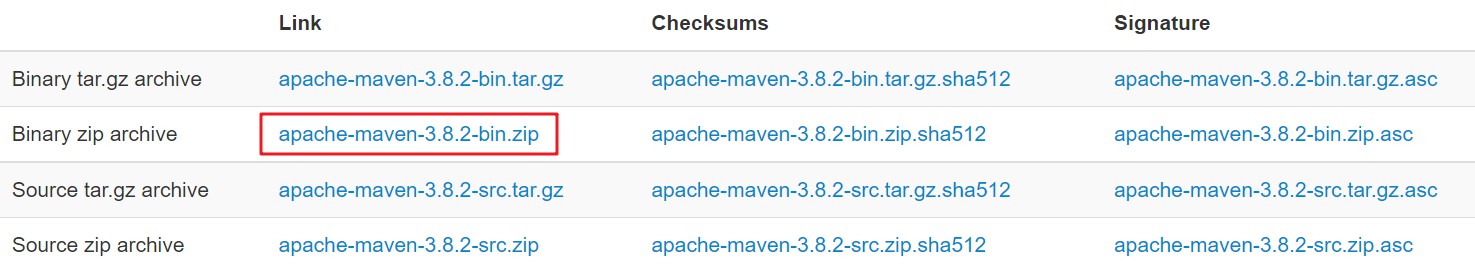 Link Checksums Signature
Binary tar.gz archive apache-maven-3.8.2-bin.tar.gz apache-maven-3.8.2-bin.tar.gz.sha512 apache-maven-3.8.2-bin.tar.gz.asc
Binary zip archive apache-maven-3.8.2-bin.zip apache-maven-3.8.2-bin.zip.sha512 apache-maven-3.8.2-bin.zip.asc
Source tar.gz archive apache-maven-3.8.2-src.tar.gz apache-maven-3.8.2-src.tar.gz.sha512 apache-maven-3.8.2-src.tar.gz.asc
Source zip archive apache-maven-3.8.2-src.zip apache-maven-3.8.2-src.zip.sha512 apache-maven-3.8.2-src.zip.asc